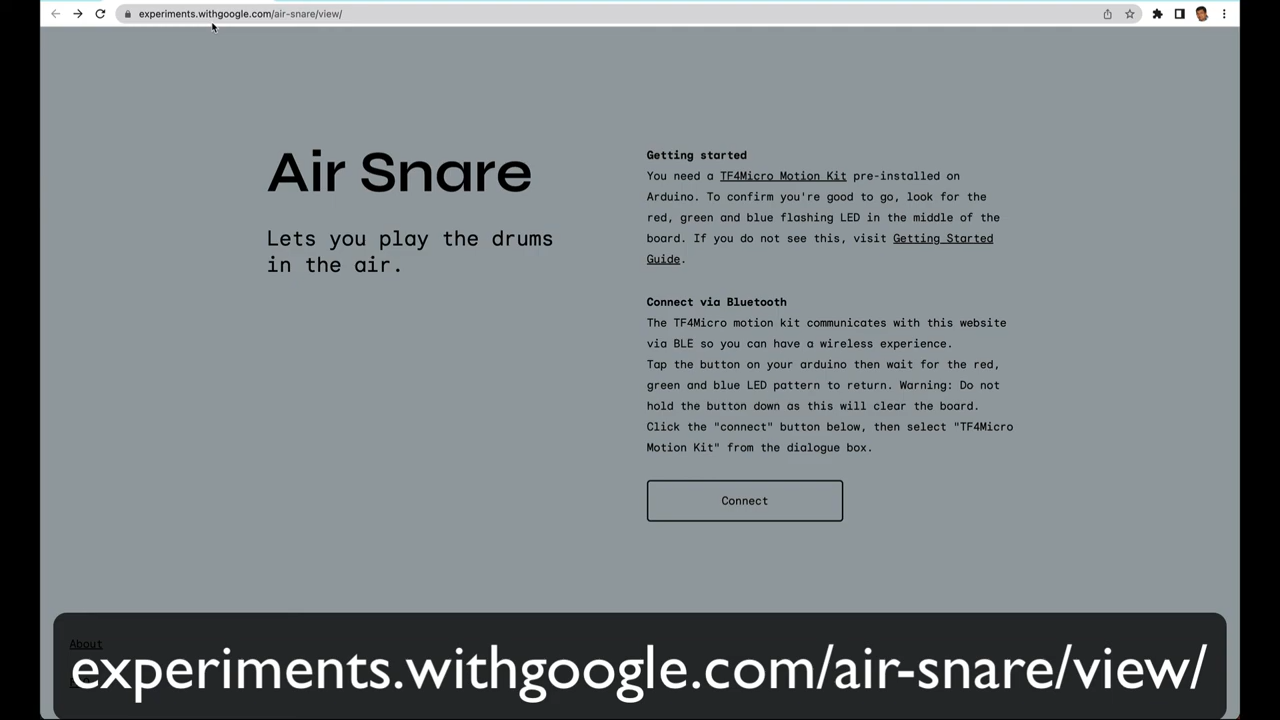 experiments.withgoogle.com/air-snare/view/
Air Snare
Lets you play the drums
in the air.
Getting started
You need a TF4Micro Motion Kit pre-installed on
Arduino. To confirm you're good to go, look for the
red, green and blue flashing LED in the middle of the
board. If you do not see this, visit Getting Started
Guide.
Connect via Bluetooth
The TF4Micro motion kit communicates with this website
via BLE so you can have a wireless experience.
Tap the button on your arduino then wait for the red,
green and blue LED pattern to return. Warning: Do not
hold the button down as this will clear the board.
Click the "connect" button below, then select "TF4Micro
Motion Kit" from the dialogue box.
Connect
About
experiments.withgoogle.com/air-snare/view/